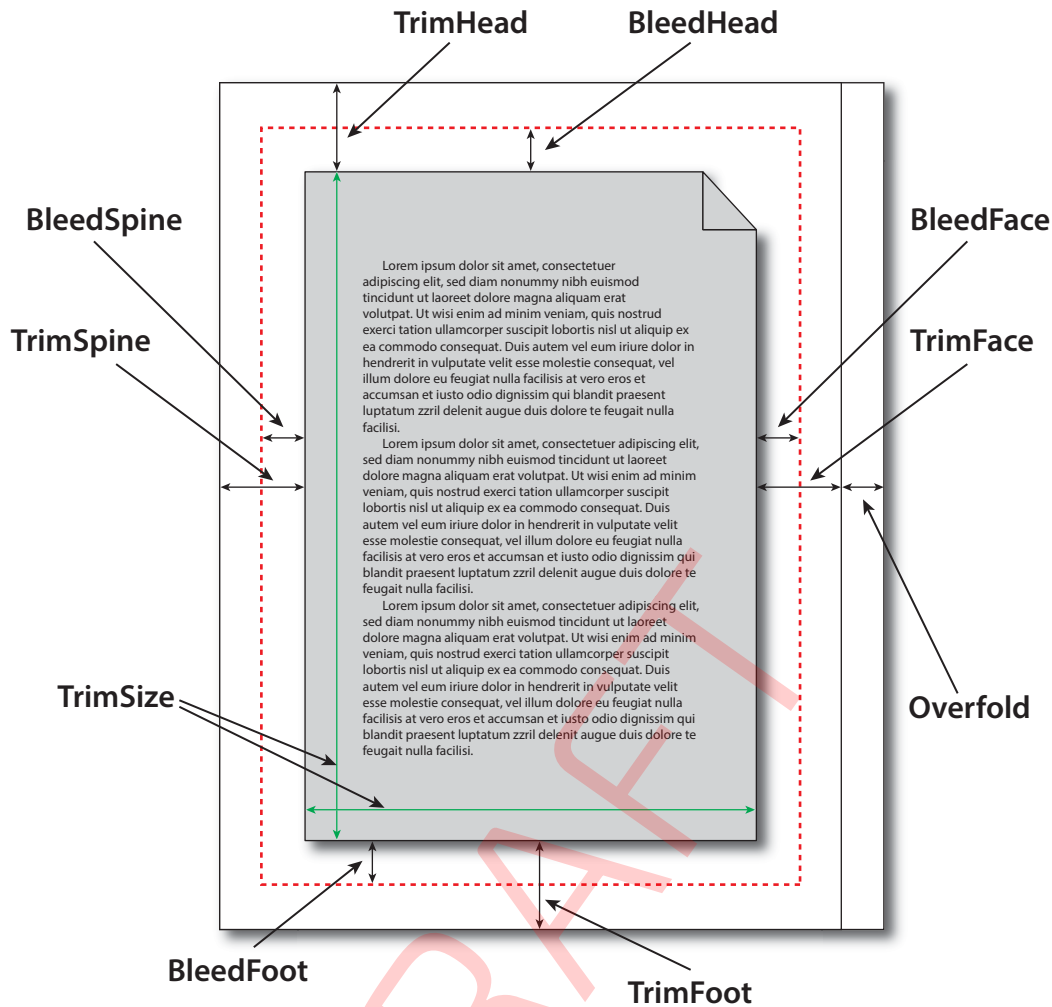 TrimHead
BleedHead
BleedSpine
BleedFace
TrimSpine
TrimFace
Lorem ipsum dolor sit amet, consectetuer
adipiscing elit, sed diam nonummy nibh euismod
tincidunt ut laoreet dolore magna aliquam erat
volutpat. Ut wisi enim ad minim veniam, quis nostrud
exerci tation ullamcorper suscipit lobortis nisl ut aliquip ex
ea commodo consequat. Duis autem vel eum iriure dolor in
hendrerit in vulputate velit esse molestie consequat, vel
illum dolore eu feugiat nulla facilisis at vero eros et
accumsan et iusto odio dignissim qui blandit praesent
luptatum zzril delenit augue duis dolore te feugait nulla
facilisi.
Lorem ipsum dolor sit amet, consectetuer adipiscing elit,
sed diam nonummy nibh euismod tincidunt ut laoreet
dolore magna aliquam erat volutpat. Ut wisi enim ad minim
veniam, quis nostrud exerci tation ullamcorper suscipit
lobortis nisl ut aliquip ex ea commodo consequat. Duis
autem vel eum iriure dolor in hendrerit in vulputate velit
esse molestie consequat, vel illum dolore eu feugiat nulla
facilisis at vero eros et accumsan et iusto odio dignissim qui
blandit praesent luptatum zzril delenit augue duis dolore te
feugait nulla facilisi.
Lorem ipsum dolor sit amet, consectetuer adipiscing elit,
sed diam nonummy nibh euismod tincidunt ut laoreet
dolore magna aliquam erat volutpat. Ut wisi enim ad minim
veniam, quis nostrud exerci tation ullamcorper suscipit
lobortis nisl ut aliquip ex ea commodo consequat. Duis
autem vel eum iriure dolor in hendrerit in vulputate velit
esse molestie consequat, vel illum dolore eu feugiat nulla
facilisis at vero eros et accumsan et iusto odio dignissim qui
blandit praesent luptatum zzril delenit augue duis dolore te
feugait nulla facilisi.
TrimSize
Overfold
BleedFoot
TrimFoot
RAFT